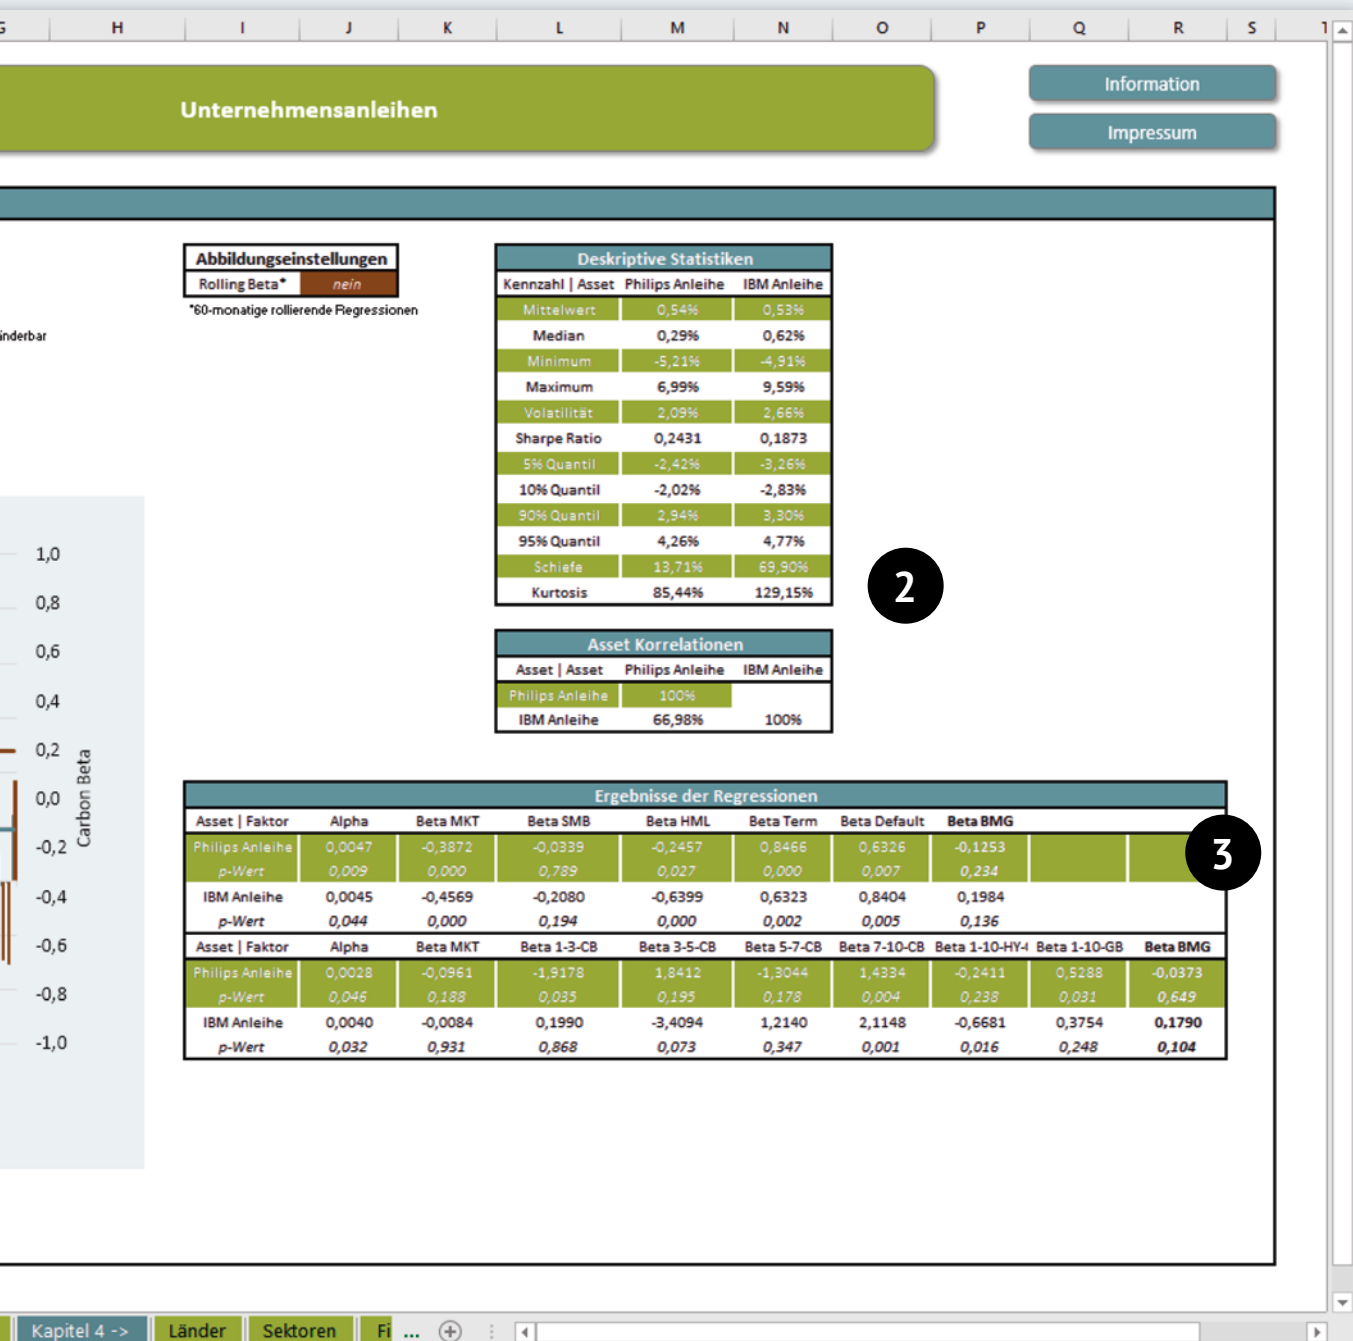 G H I J K L M N O P Q R S T
Unternehmensanleihen
Information
Impressum
Abbildungseinstellungen
Rolling Beta* nein
*60-monatige rollierende Regressionen
änderbar
Deskriptive Statistiken
Kennzahl | Asset Philips Anleihe IBM Anleihe
Mittelwert 0,54% 0,53%
Median 0,29% 0,62%
Minimum -5,21% -4,91%
Maximum 6,99% 9,59%
Volatilität 2,09% 2,66%
Sharpe Ratio 0,2431 0,1873
5% Quantil -2,42% -3,26%
10% Quantil -2,02% -2,83%
90% Quantil 2,94% 3,30%
95% Quantil 4,26% 4,77%
Schiefe 13,71% 69,90%
Kurtosis 85,44% 129,15%
2
Asset Korrelationen
Asset | Asset Philips Anleihe IBM Anleihe
Philips Anleihe 100%
IBM Anleihe 66,98% 100%
1,0
0,8
0,6
0,4
0,2
0,0
-0,2
-0,4
-0,6
-0,8
-1,0
Carbon Beta
Ergebnisse der Regressionen
Asset | Faktor Alpha Beta MKT Beta SMB Beta HML Beta Term Beta Default Beta BMG
Philips Anleihe 0,0047 -0,3872 -0,0339 -0,2457 0,8466 0,6326 -0,1253
p-Wert 0,009 0,000 0,789 0,027 0,000 0,007 0,234
3
IBM Anleihe 0,0045 -0,4569 -0,2080 -0,6399 0,6323 0,8404 0,1984
p-Wert 0,044 0,000 0,194 0,000 0,002 0,005 0,136
Asset | Faktor Alpha Beta MKT Beta 1-3-CB Beta 3-5-CB Beta 5-7-CB Beta 7-10-CB Beta 1-10-HY-( Beta 1-10-GB Beta BMG
Philips Anleihe 0,0028 -0,0961 -1,9178 1,8412 -1,3044 1,4334 -0,2411 0,5288 -0,0373
p-Wert 0,046 0,188 0,035 0,195 0,178 0,004 0,238 0,031 0,649
IBM Anleihe 0,0040 -0,0084 0,1990 -3,4094 1,2140 2,1148 -0,6681 0,3754 0,1790
p-Wert 0,032 0,931 0,868 0,073 0,347 0,001 0,016 0,248 0,104
Kapitel 4 -> Länder Sektoren Fi ...